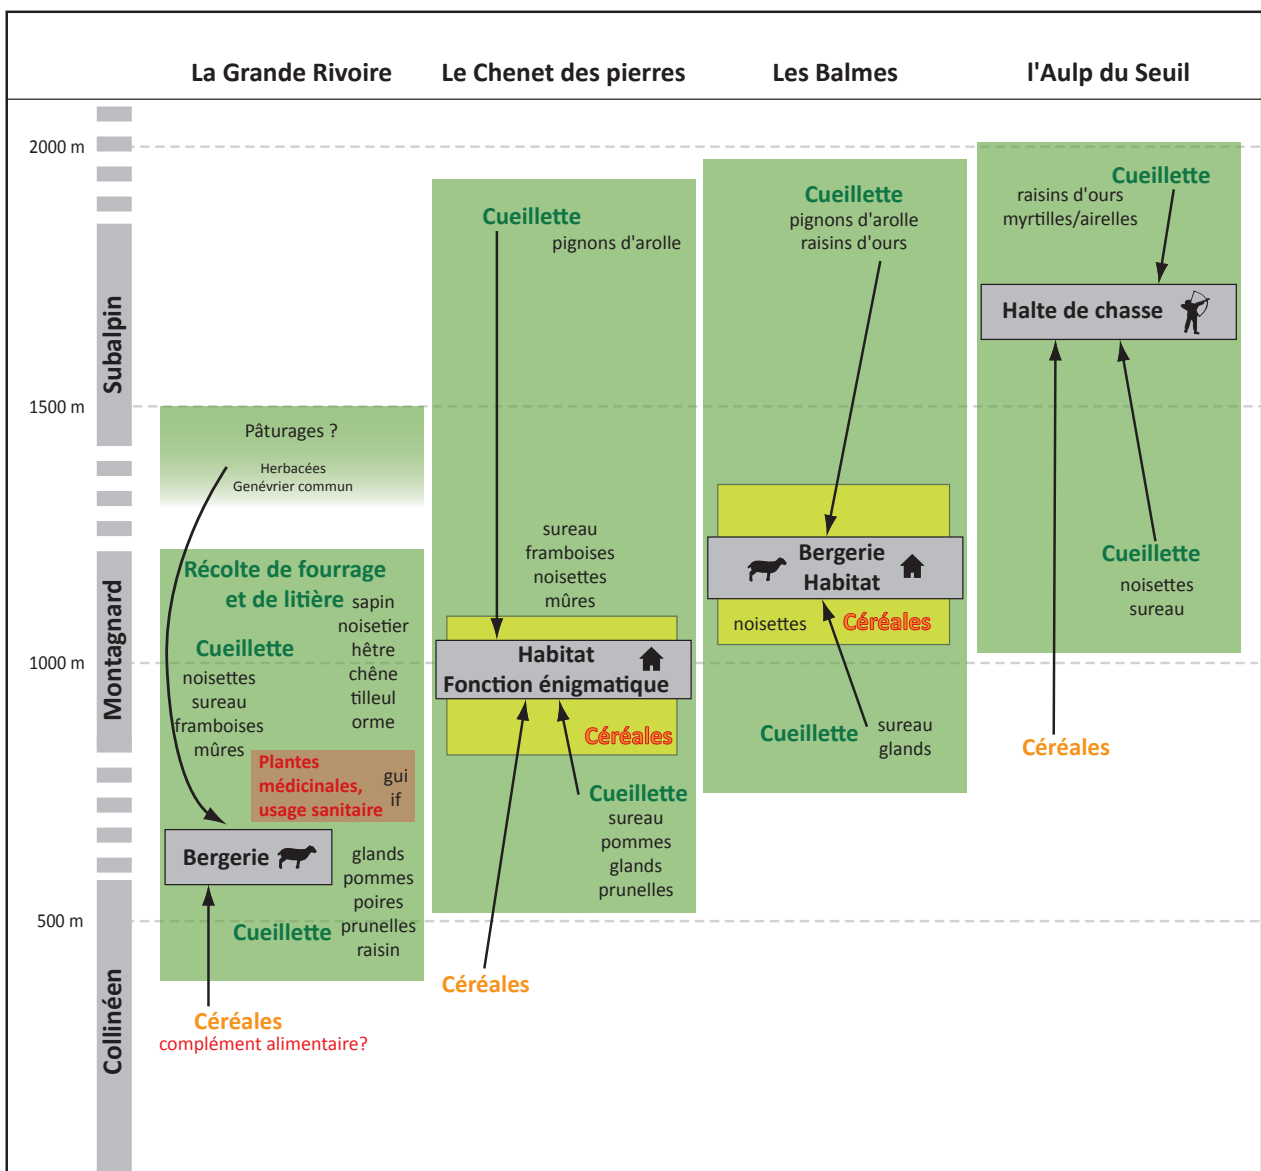 La Grande Rivoire
Le Chenet des pierres
Les Balmes
l'Aulp du Seuil
2000 m
1500 m
1000 m
500 m
Subalpin
Montagnard
Collinéen
Pâturages ?
Herbacées
Genévrier commun
Récolte de fourrage
et de litière
sapin
noisetier
hêtre
chêne
tilleul
orme
Cueillette
noisettes
sureau
framboises
mûres
Plantes
médicinales,
usage sanitaire
gui
if
Bergerie
glands
pommes
poires
prunelles
raisin
Cueillette
Céréales
complément alimentaire?
Cueillette
pignons d'arolle
sureau
framboises
noisettes
mûres
Habitat
Fonction énigmatique
Céréales
Cueillette
sureau
pommes
glands
prunelles
Céréales
Cueillette
pignons d'arolle
raisins d'ours
Bergerie
Habitat
noisettes
Céréales
Cueillette
sureau
glands
Cueillette
raisins d'ours
myrtilles/airelles
Halte de chasse
Cueillette
noisettes
sureau
Céréales